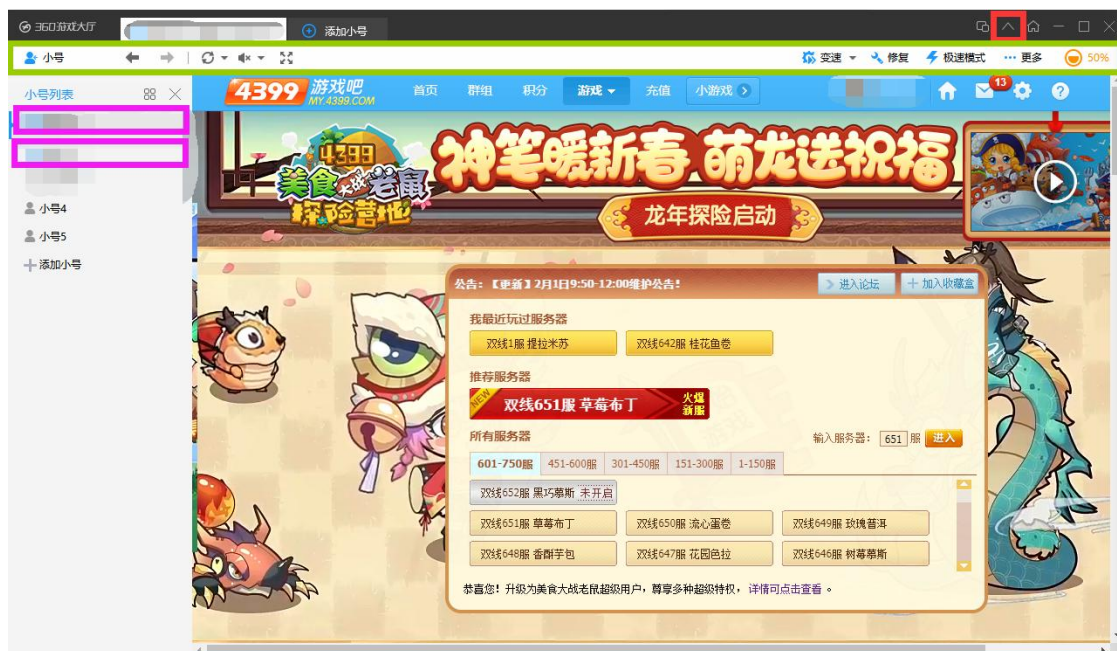 360游戏大厅
添加小号
小号
变速
修复
极速模式
更多
50%
小号列表
小号4
小号5
添加小号
4399 游戏吧
MY.4399.COM
首页 群组 积分 游戏 充值 小游戏
13
4399
美食大战老鼠
探险营地
神笔暖新春 萌龙送祝福
龙年探险启动
公告:【更新】2月1日9:50-12:00维护公告!
进入论坛
加入收藏盒
我最近玩过服务器
双线1服 提拉米苏 双线642服 桂花鱼卷
推荐服务器
NEW 双线651服 草莓布丁 火爆新服
所有服务器
输入服务器: 651 服 进入
601-750服 451-600服 301-450服 151-300服 1-150服
双线652服 黑巧慕斯 未开启
双线651服 草莓布丁 双线650服 流心蛋卷 双线649服 玫瑰普洱
双线648服 香酥芋包 双线647服 花园色拉 双线646服 树莓慕斯
恭喜您!升级为美食大战老鼠超级用户,尊享多种超级特权,详情可点击查看。